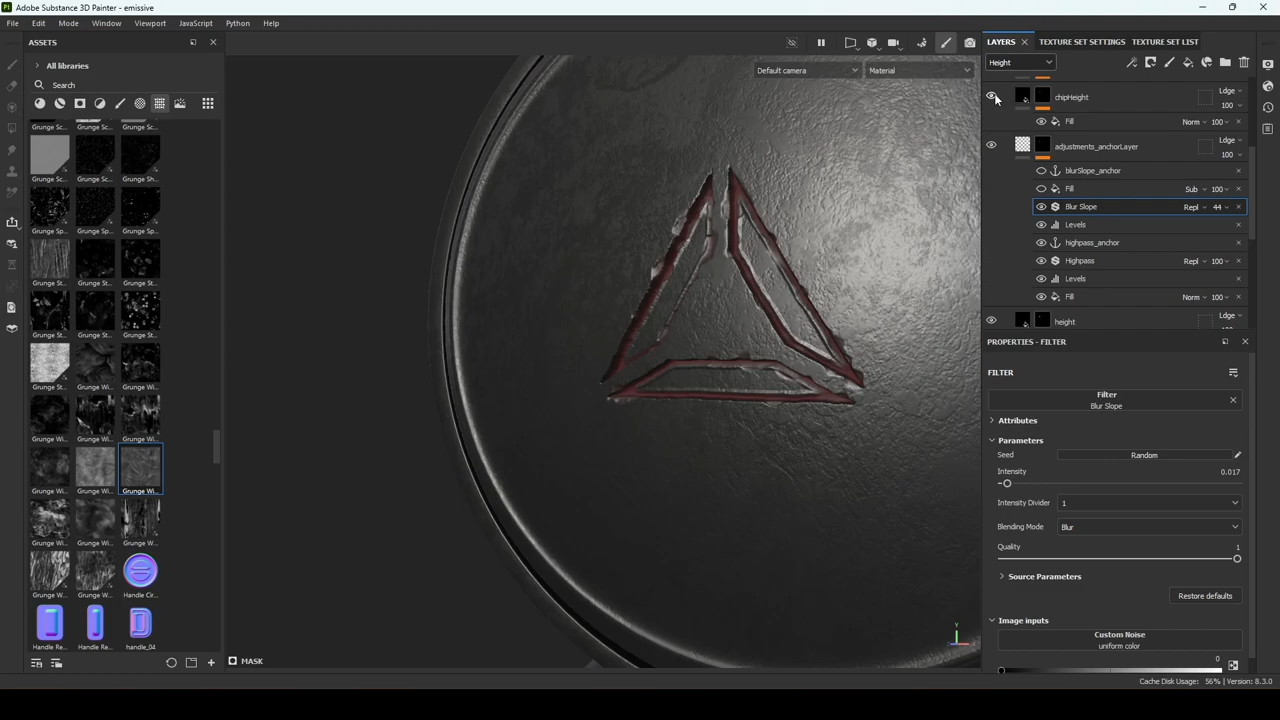 Adobe Substance 3D Painter - emissive
File Edit Mode Window Viewport JavaScript Python Help
ASSETS
All libraries
Search
Grunge Sc... Grunge Sc... Grunge Sc...
Grunge Sc... Grunge Sc... Grunge Sh...
Grunge Sp... Grunge Sp... Grunge Sp...
Grunge St... Grunge St... Grunge St...
Grunge St... Grunge St... Grunge St...
Grunge St... Grunge Wi... Grunge Wi...
Grunge Wi... Grunge Wi... Grunge Wi...
Grunge Wi... Grunge Wi... Grunge Wi...
Grunge Wi... Grunge Wi... Grunge W...
Grunge W... Grunge W... Handle Cir...
Handle Re... Handle Re... handle_04
Default camera Material
Y
MASK
LAYERS TEXTURE SET SETTINGS TEXTURE SET LIST
Height
chipHeight Ldge
100
Fill Norm 100
adjustments_anchorLayer Ldge
100
blurSlope_anchor
Fill Sub 100
Blur Slope Repl 44
Levels
highpass_anchor
Highpass Repl 100
Levels
Fill Norm 100
height Ldge
PROPERTIES - FILTER
FILTER
Filter
Blur Slope
Attributes
Parameters
Seed Random
Intensity 0.017
Intensity Divider 1
Blending Mode Blur
Quality 1
Source Parameters
Restore defaults
Image inputs
Custom Noise
uniform color
0
Cache Disk Usage: 56% | Version: 8.3.0